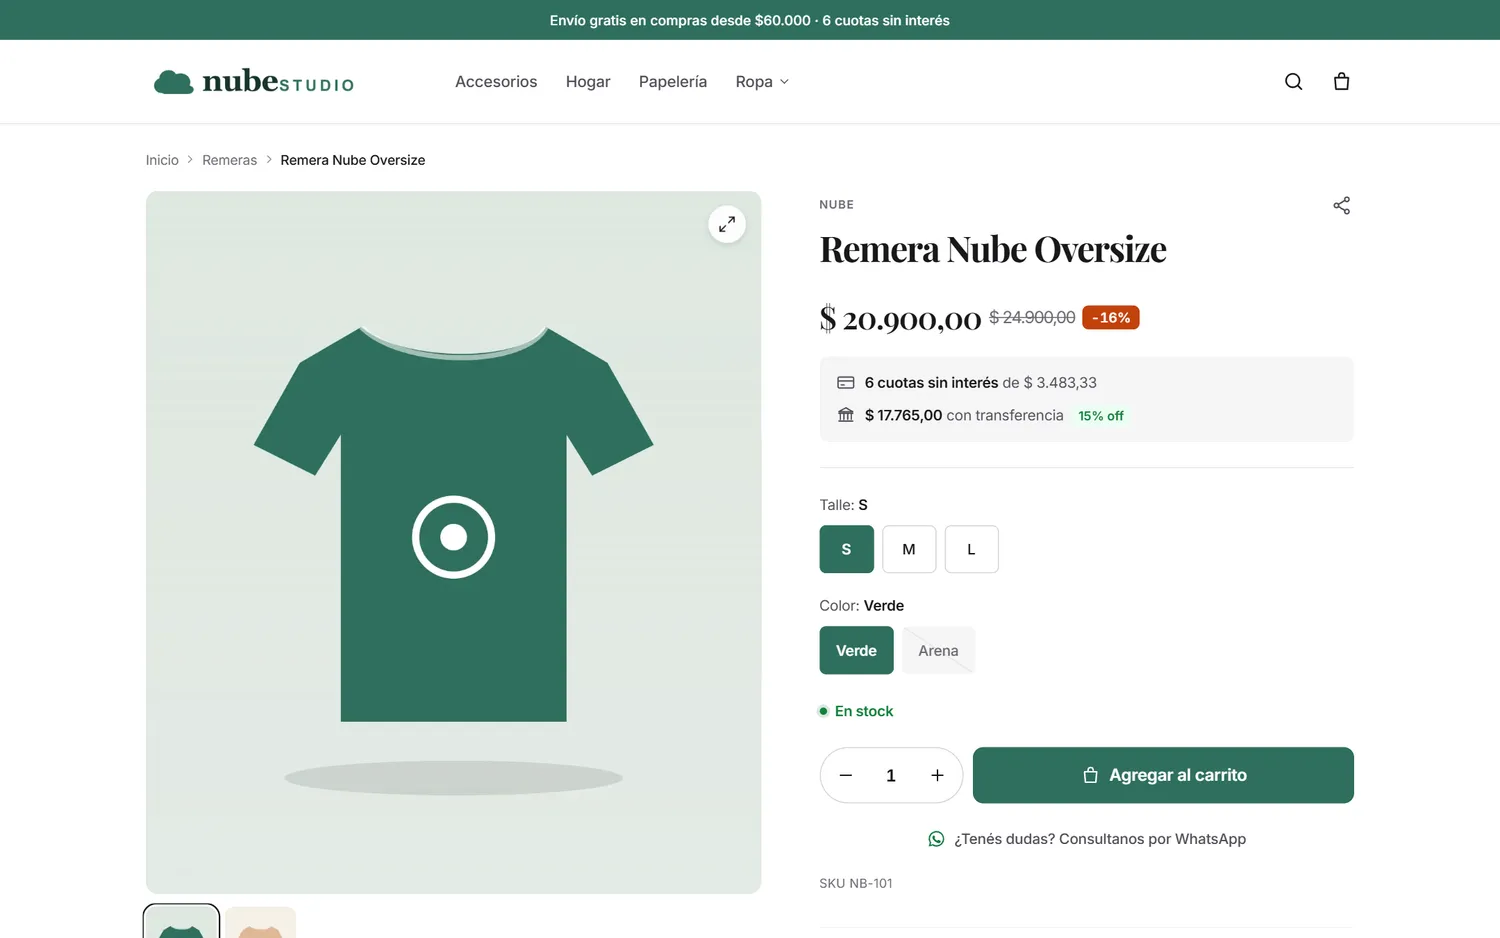 Envío gratis en compras desde $60.000 · 6 cuotas sin interés
nube STUDIO
Accesorios
Hogar
Papelería
Ropa
Inicio > Remeras > Remera Nube Oversize
NUBE
Remera Nube Oversize
$ 20.900,00 $ 24.900,00 -16%
6 cuotas sin interés de $ 3.483,33
$ 17.765,00 con transferencia 15% off
Talle: S
S
M
L
Color: Verde
Verde
Arena
En stock
− 1 +
Agregar al carrito
¿Tenés dudas? Consultanos por WhatsApp
SKU NB-101